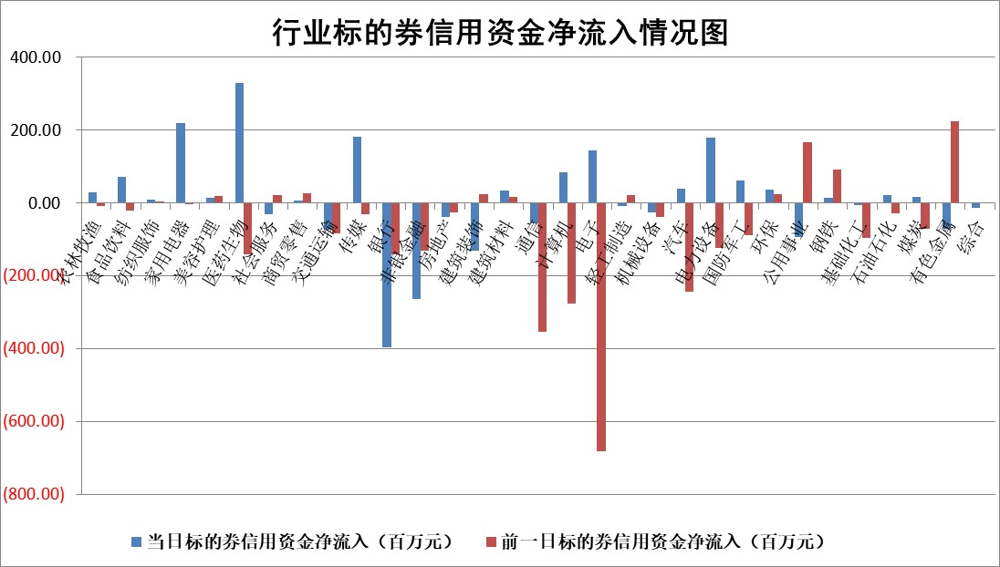 行业标的券信用资金净流入情况图
400.00
200.00
0.00
(200.00)
(400.00)
(600.00)
(800.00)
农林牧渔
食品饮料
纺织服饰
家用电器
美容护理
医药生物
社会服务
商贸零售
交通运输
传媒
银行
非银金融
房地产
建筑装饰
建筑材料
通信
计算机
电子
轻工制造
机械设备
汽车
电力设备
国防军工
环保
公用事业
钢铁
基础化工
石油石化
煤炭
有色金属
综合
当日标的券信用资金净流入（百万元）
前一日标的券信用资金净流入（百万元）